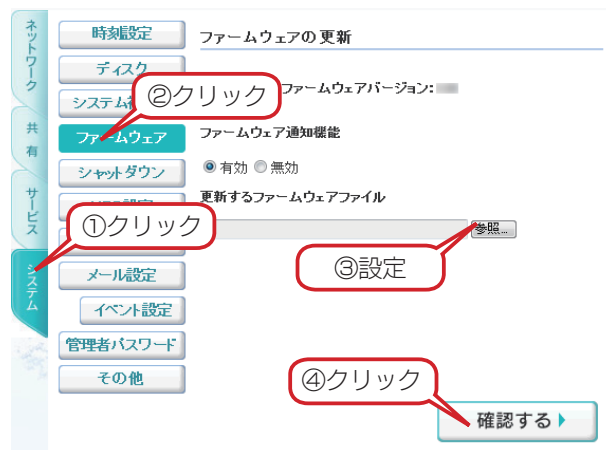 ネットワーク
共有
サービス
システム
時刻設定
ディスク
システム
ファームウェア
シャットダウン
メール設定
イベント設定
管理者パスワード
その他
ファームウェアの更新
ファームウェアバージョン:
ファームウェア通知機能
有効 無効
更新するファームウェアファイル
参照...
①クリック
②クリック
③設定
④クリック
確認する